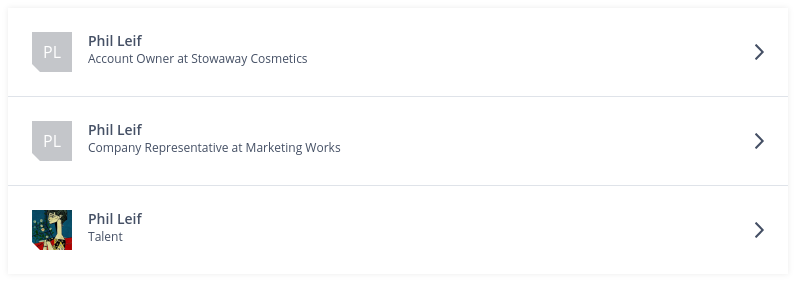 PL
Phil Leif
Account Owner at Stowaway Cosmetics
PL
Phil Leif
Company Representative at Marketing Works
Phil Leif
Talent